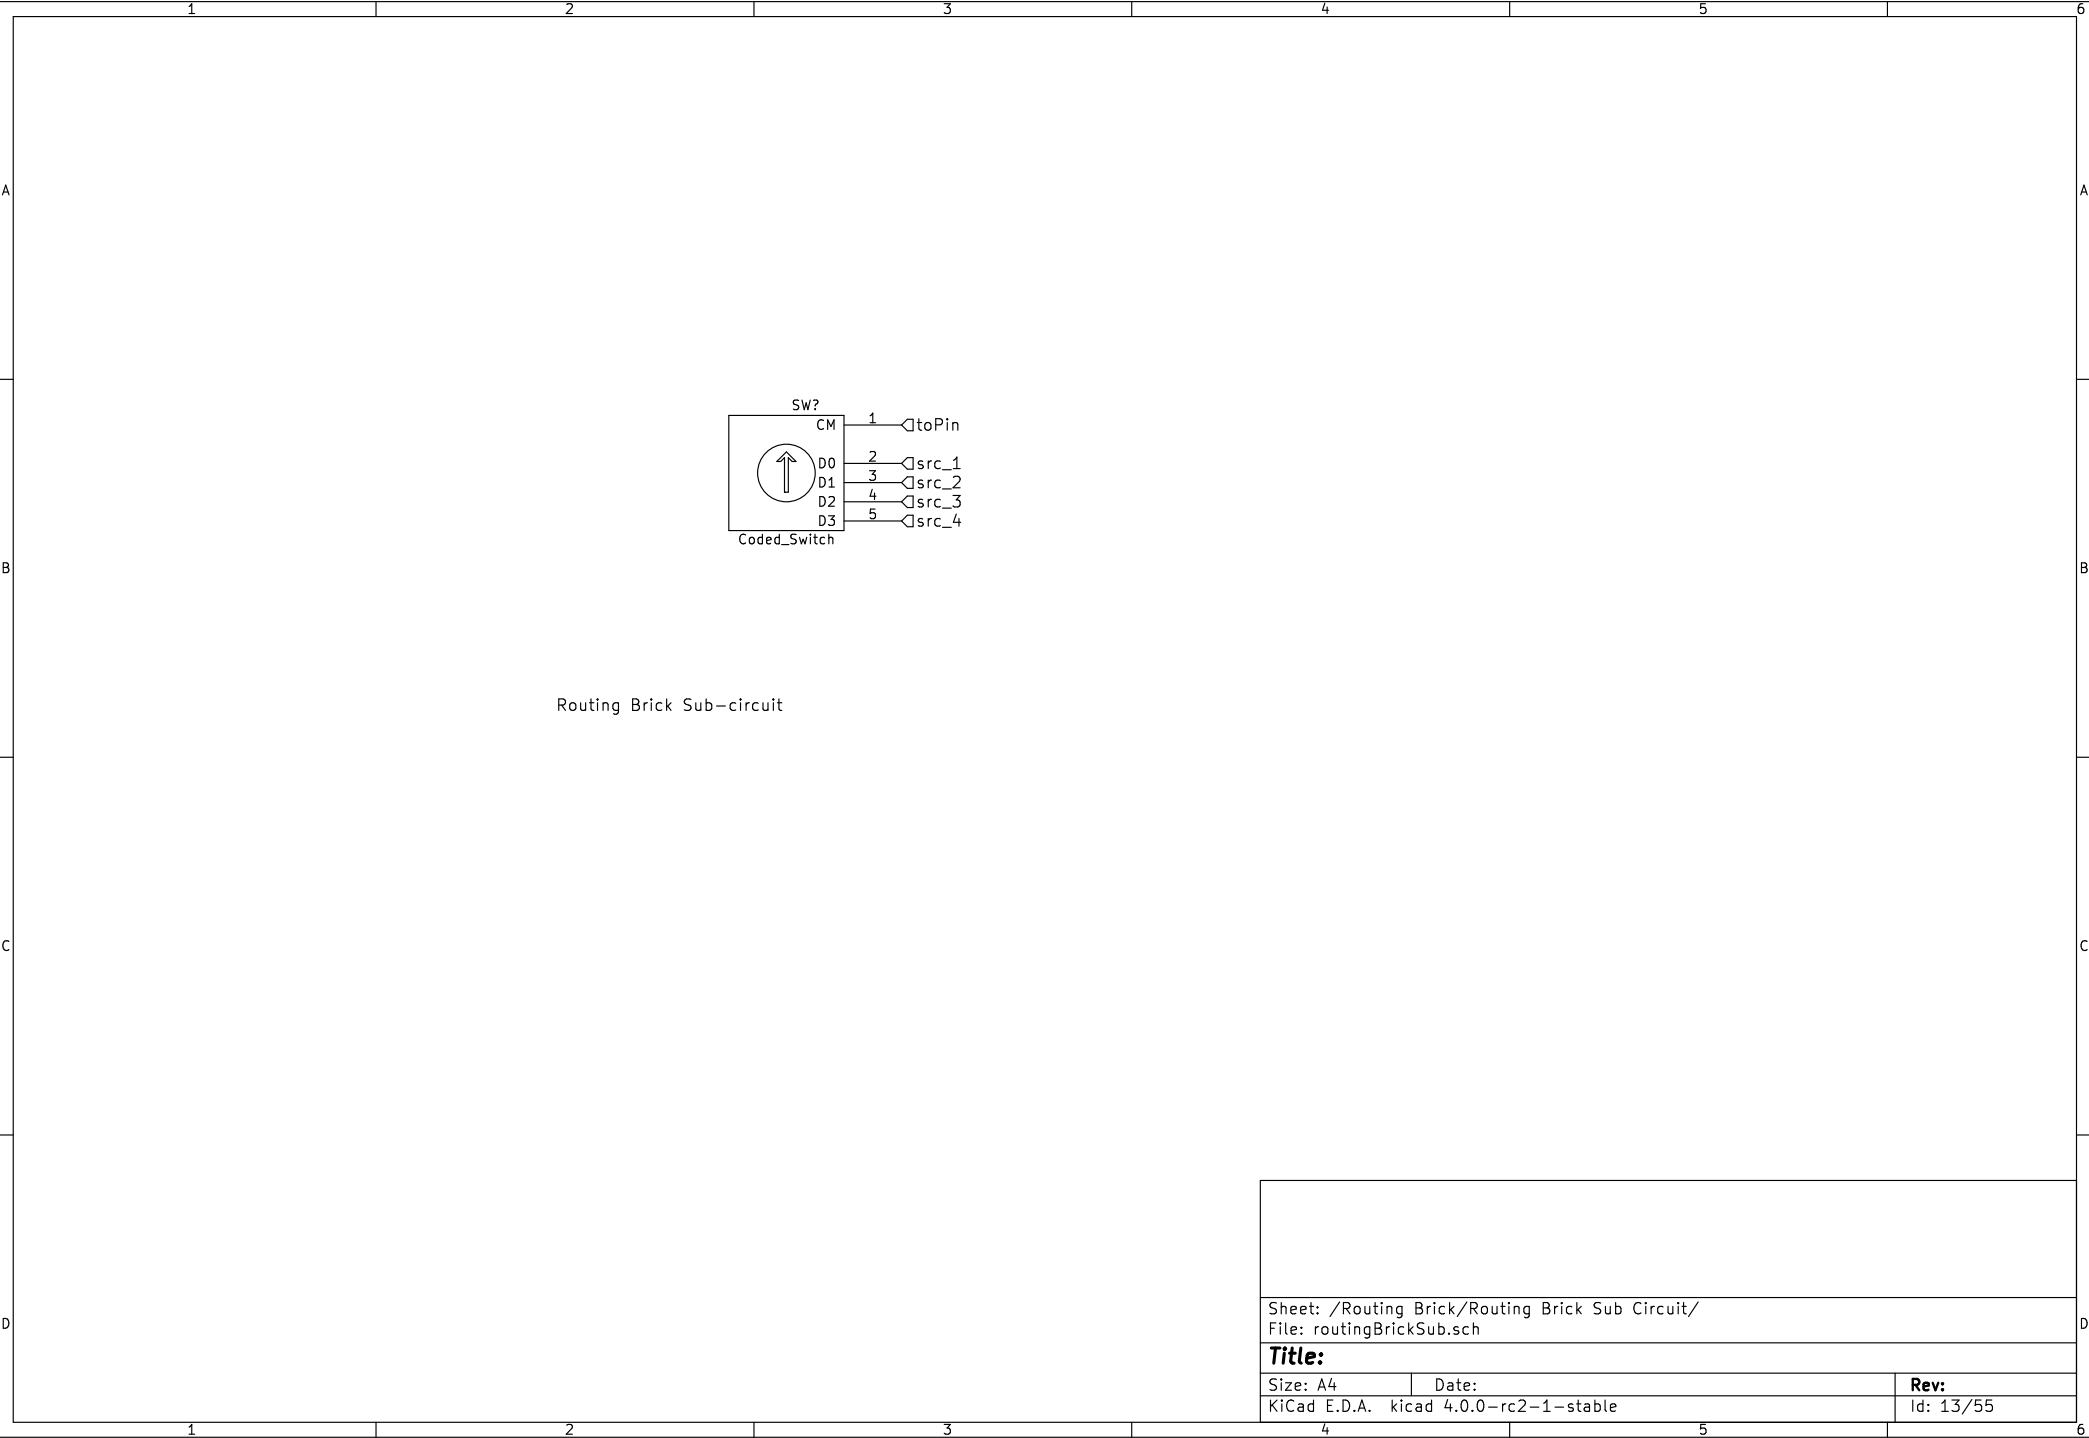 1 2 3 4 5 6
A A
SW?
CM 1 toPin
D0 2 src_1
D1 3 src_2
D2 4 src_3
D3 5 src_4
Coded_Switch
B B
Routing Brick Sub-circuit
C C
Sheet: /Routing Brick/Routing Brick Sub Circuit/
D D
File: routingBrickSub.sch
Title:
Size: A4 Date: Rev:
KiCad E.D.A. kicad 4.0.0-rc2-1-stable Id: 13/55
1 2 3 4 5 6